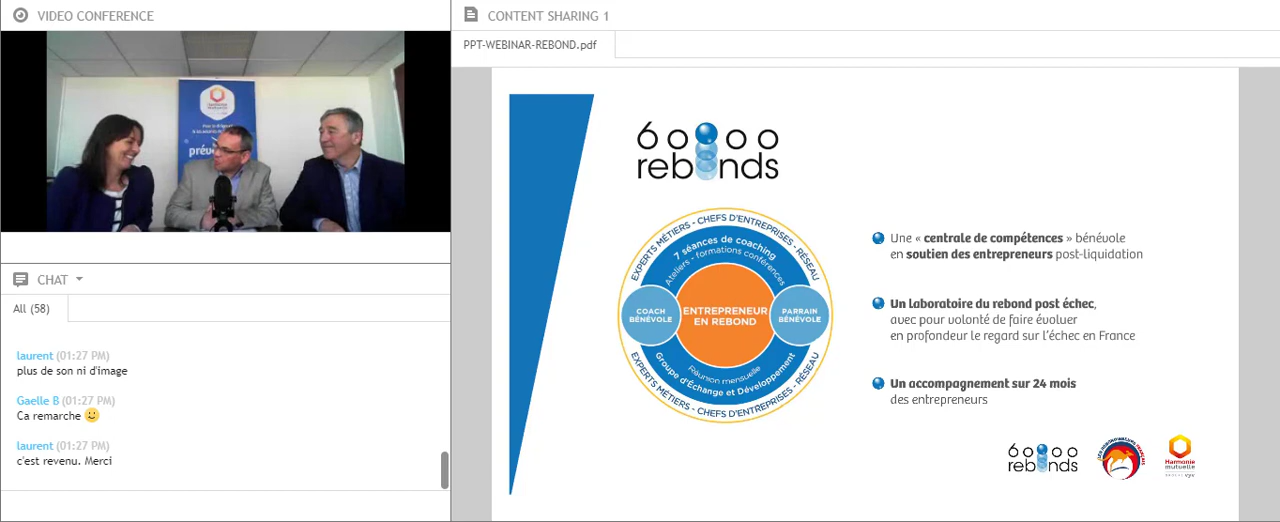 VIDEO CONFERENCE
prév
CHAT
All (58)
laurent (01:27 PM)
plus de son ni d'image
Gaelle B (01:27 PM)
Ca remarche
laurent (01:27 PM)
c'est revenu. Merci
CONTENT SHARING 1
PPT-WEBINAR-REBOND.pdf
60 000
rebonds
EXPERTS MÉTIERS - CHEFS D'ENTREPRISES - RÉSEAU
7 séances de coaching
Ateliers - formations conférences
COACH
BÉNÉVOLE
ENTREPRENEUR
EN REBOND
PARRAIN
BÉNÉVOLE
Réunion mensuelle
Groupe d'Échange et Développement
EXPERTS MÉTIERS - CHEFS D'ENTREPRISES - RÉSEAU
Une « centrale de compétences » bénévole
en soutien des entrepreneurs post-liquidation
Un laboratoire du rebond post échec,
avec pour volonté de faire évoluer
en profondeur le regard sur l'échec en France
Un accompagnement sur 24 mois
des entrepreneurs
60 000
rebonds
Harmonie
mutuelle